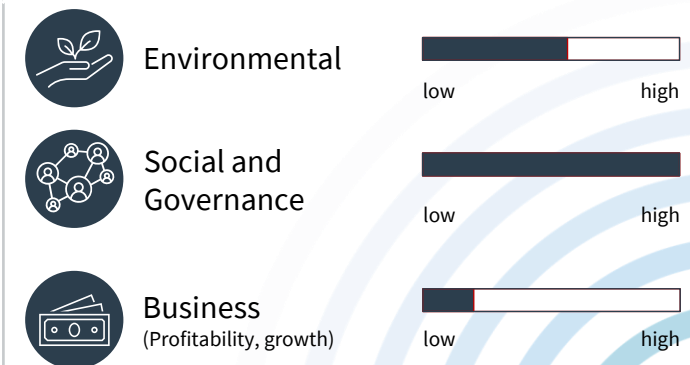 Environmental
low high
Social and
Governance
low high
Business
(Profitability, growth)
low high